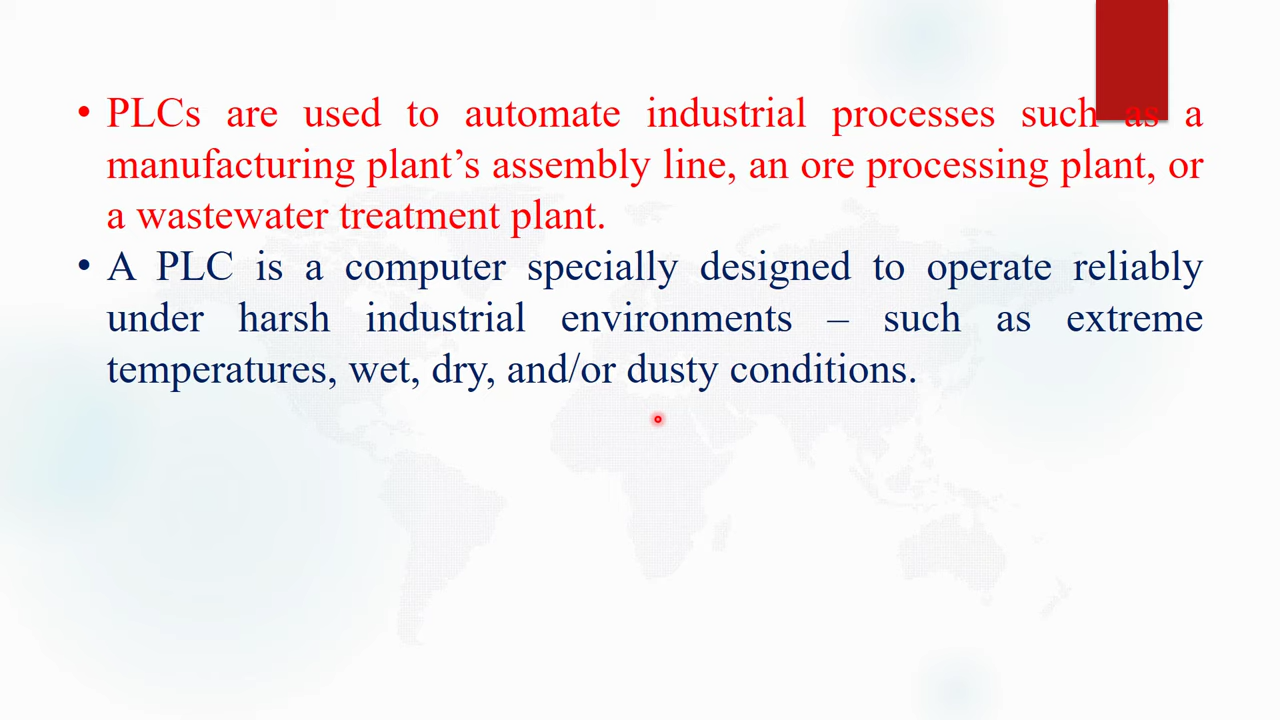 • PLCs are used to automate industrial processes such as a
manufacturing plant’s assembly line, an ore processing plant, or
a wastewater treatment plant.
• A PLC is a computer specially designed to operate reliably
under harsh industrial environments – such as extreme
temperatures, wet, dry, and/or dusty conditions.